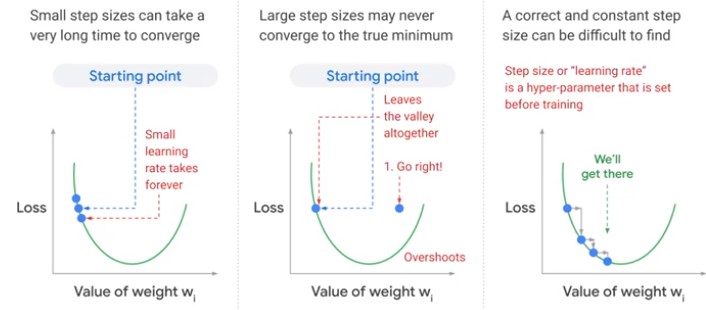 Small step sizes can take a
very long time to converge
Starting point
Small
learning
rate takes
forever
Loss
Value of weight wi
Large step sizes may never
converge to the true minimum
Starting point
Leaves
the valley
altogether
1. Go right!
Loss
Overshoots
Value of weight wi
A correct and constant step
size can be difficult to find
Step size or “learning rate”
is a hyper-parameter that is set
before training
We'll
get there
Loss
Value of weight wi